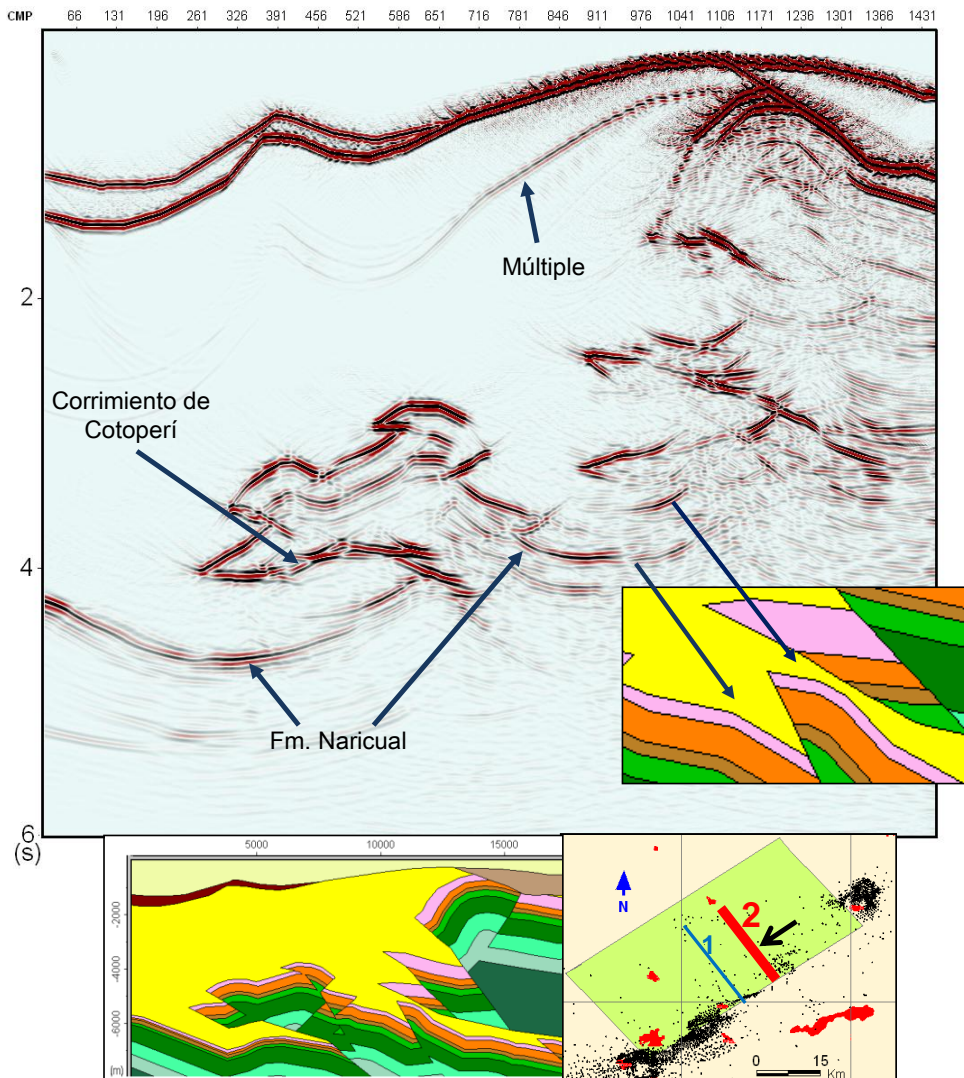 CMP 66 131 196 261 326 391 456 521 586 651 716 781 846 911 976 1041 1106 1171 1236 1301 1366 1431
2
Múltiple
Corrimiento de
Cotoperí
4
Fm. Naricual
6
(s)
5000 10000 15000
-2000
-4000
-6000
(m)
N
2
1
0 15
Km